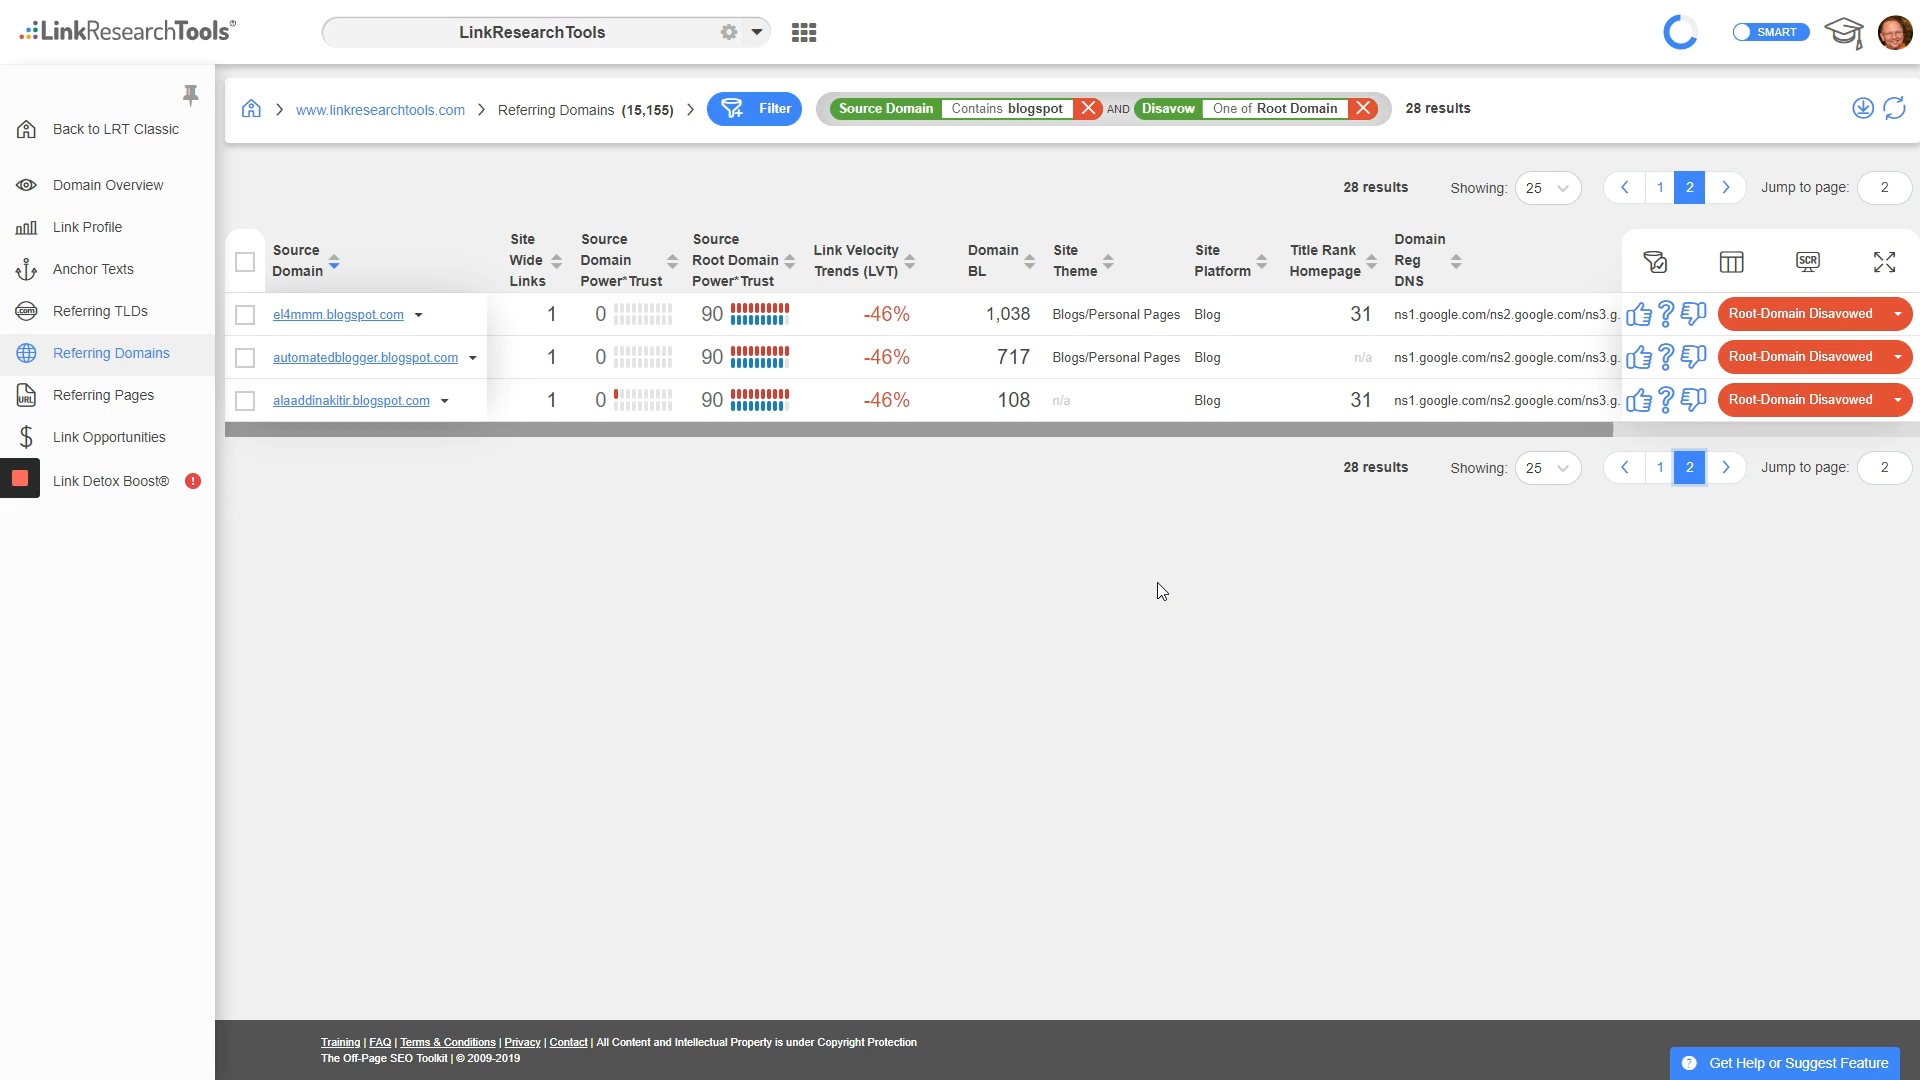 LinkResearchTools®
LinkResearchTools
SMART
Back to LRT Classic
Domain Overview
Link Profile
Anchor Texts
Referring TLDs
Referring Domains
Referring Pages
Link Opportunities
Link Detox Boost® !
www.linkresearchtools.com Referring Domains (15,155) Filter Source Domain Contains blogspot AND Disavow One of Root Domain 28 results
28 results Showing: 25 1 2 Jump to page: 2
Source Domain
Site Wide Links
Source Domain Power*Trust
Source Root Domain Power*Trust
Link Velocity Trends (LVT)
Domain BL
Site Theme
Site Platform
Title Rank Homepage
Domain Reg DNS
SCR
el4mmm.blogspot.com 1 0 90 -46% 1,038 Blogs/Personal Pages Blog 31 ns1.google.com/ns2.google.com/ns3.g. Root-Domain Disavowed
automatedblogger.blogspot.com 1 0 90 -46% 717 Blogs/Personal Pages Blog n/a ns1.google.com/ns2.google.com/ns3.g. Root-Domain Disavowed
alaaddinakitir.blogspot.com 1 0 90 -46% 108 n/a Blog 31 ns1.google.com/ns2.google.com/ns3.g. Root-Domain Disavowed
28 results Showing: 25 1 2 Jump to page: 2
Training | FAQ | Terms & Conditions | Privacy | Contact | All Content and Intellectual Property is under Copyright Protection
The Off-Page SEO Toolkit | © 2009-2019
? Get Help or Suggest Feature